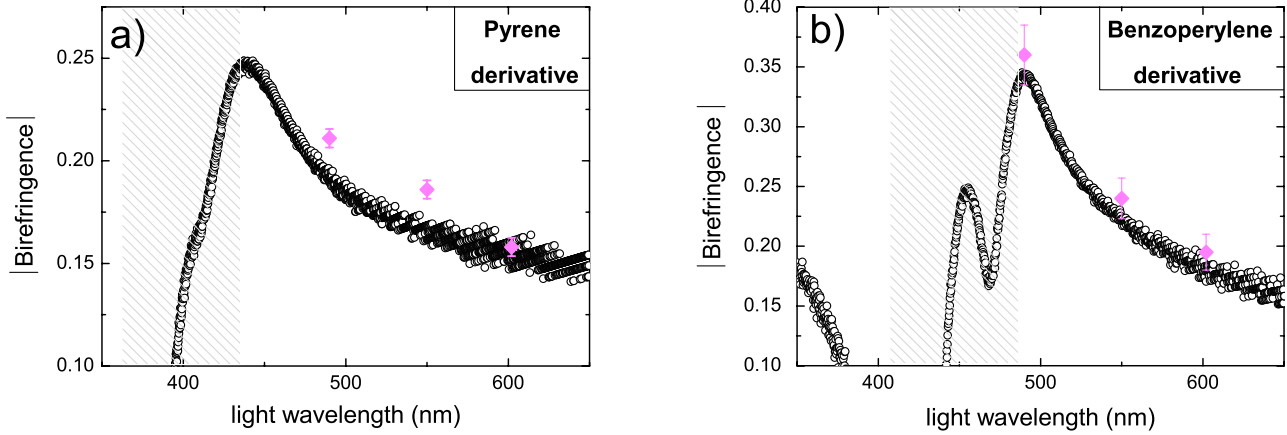 a)
Pyrene
derivative
|Birefringence|
0.25
0.20
0.15
0.10
400
500
600
light wavelength (nm)
b)
Benzoperylene
derivative
|Birefringence|
0.40
0.35
0.30
0.25
0.20
0.15
0.10
400
500
600
light wavelength (nm)